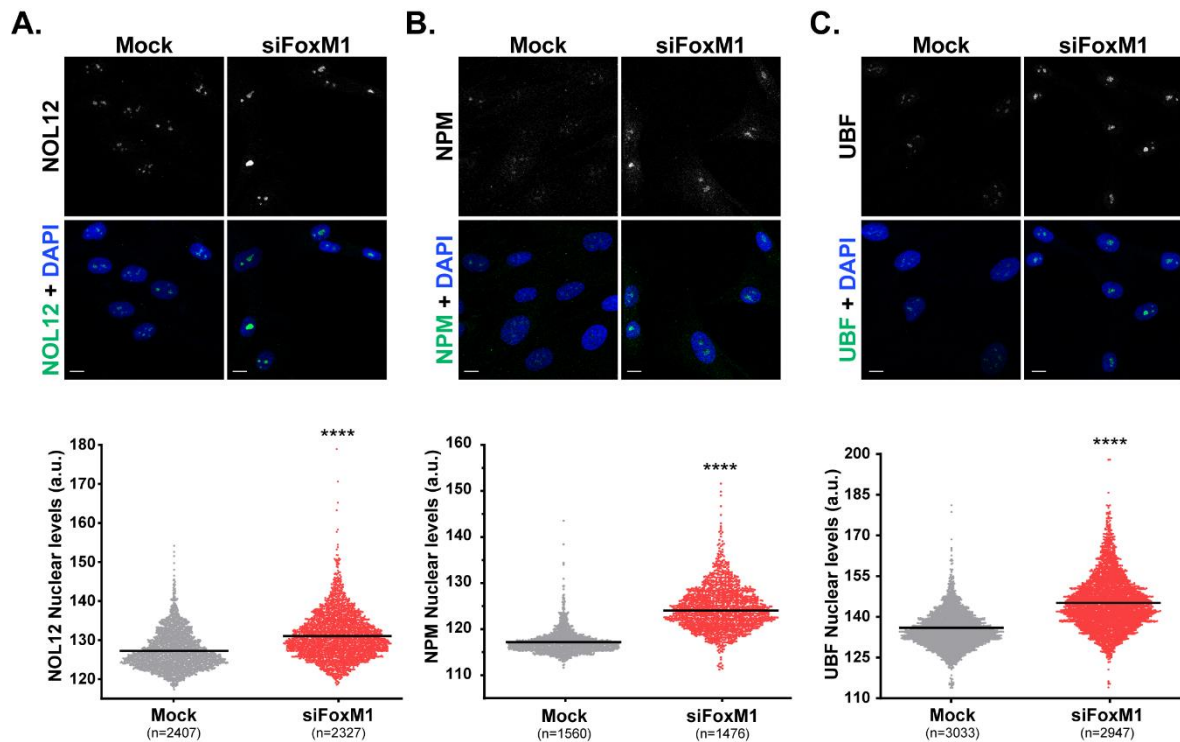 A.
Mock
siFoxM1
NOL12
NOL12 + DAPI
NOL12 Nuclear levels (a.u.)
180
170
160
150
140
130
120
****
Mock
(n=2407)
siFoxM1
(n=2327)
B.
Mock
siFoxM1
NPM
NPM + DAPI
NPM Nuclear levels (a.u.)
160
155
150
140
130
125
120
110
****
Mock
(n=1560)
siFoxM1
(n=1476)
C.
Mock
siFoxM1
UBF
UBF + DAPI
UBF Nuclear levels (a.u.)
200
185
170
155
140
125
110
****
Mock
(n=3033)
siFoxM1
(n=2947)